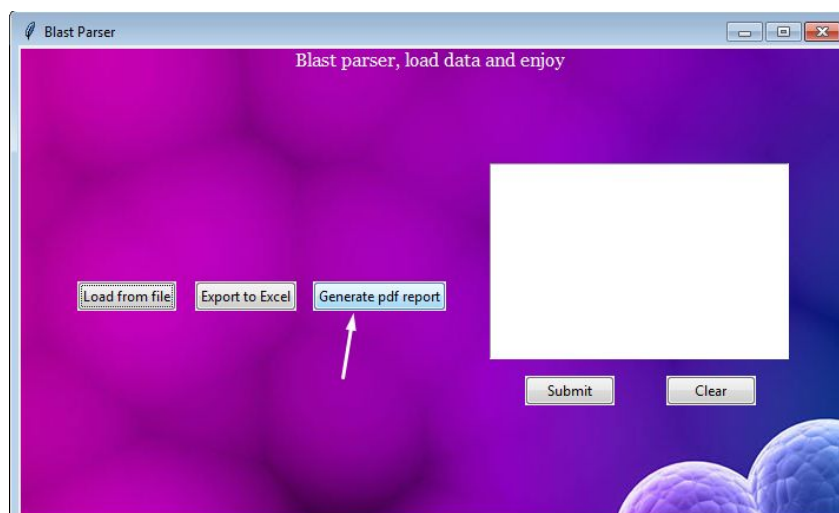 Blast Parser
Blast parser, load data and enjoy
Load from file Export to Excel Generate pdf report
Submit Clear